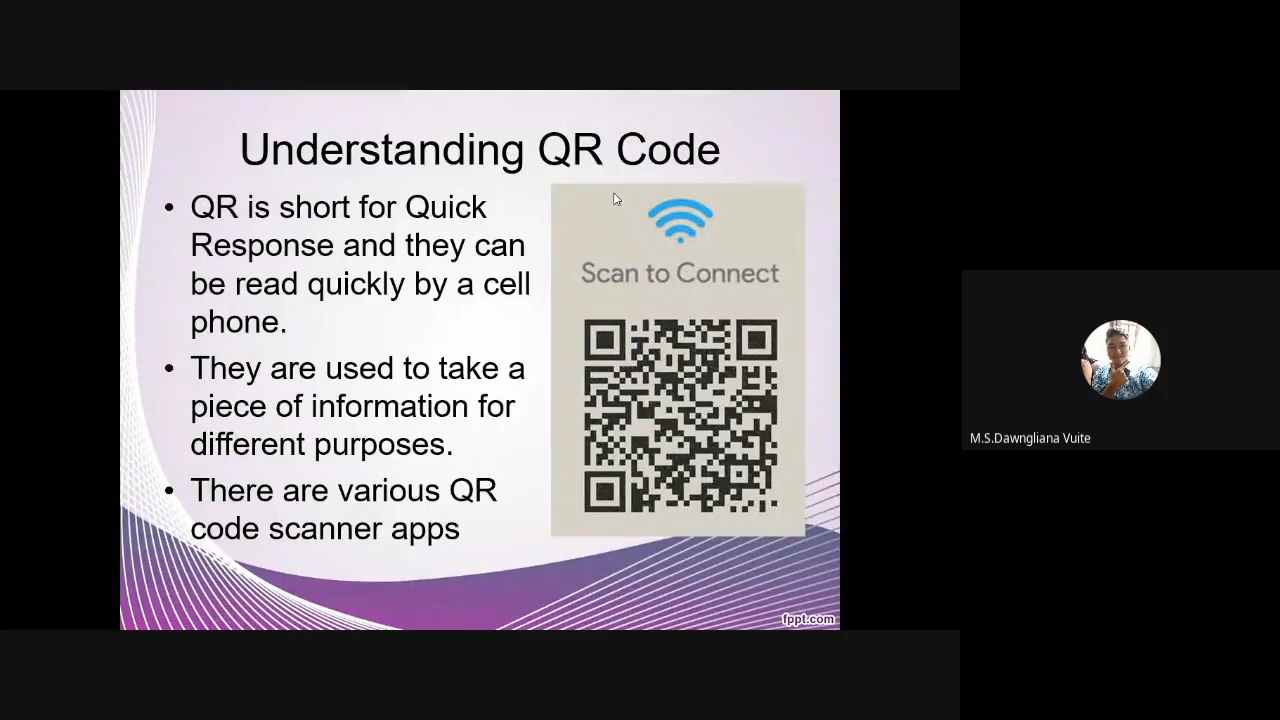 Understanding QR Code
• QR is short for Quick
Response and they can
be read quickly by a cell
phone.
• They are used to take a
piece of information for
different purposes.
• There are various QR
code scanner apps
Scan to Connect
fppt.com
M.S.Dawngliana Vuite